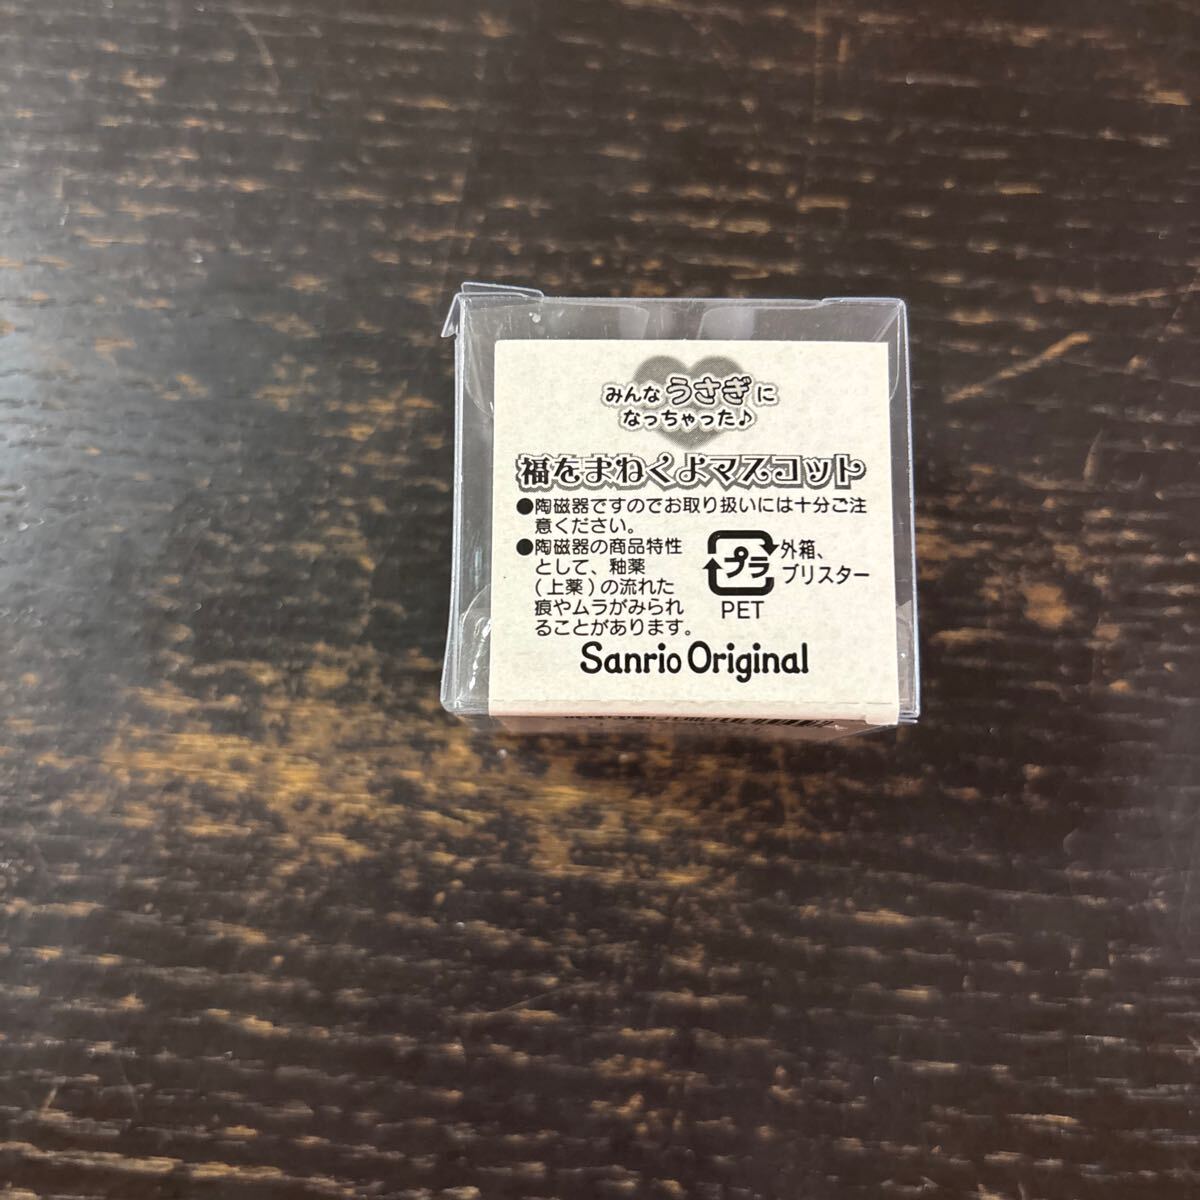 みんなうさぎに
なっちゃった♪
福をまねくよマスコット
●陶磁器ですのでお取り扱いには十分ご注
意ください。
●陶磁器の商品特性
として、釉薬
(上薬)の流れた
痕やムラがみられ
ることがあります。
プラ
外箱、
ブリスター
PET
Sanrio Original